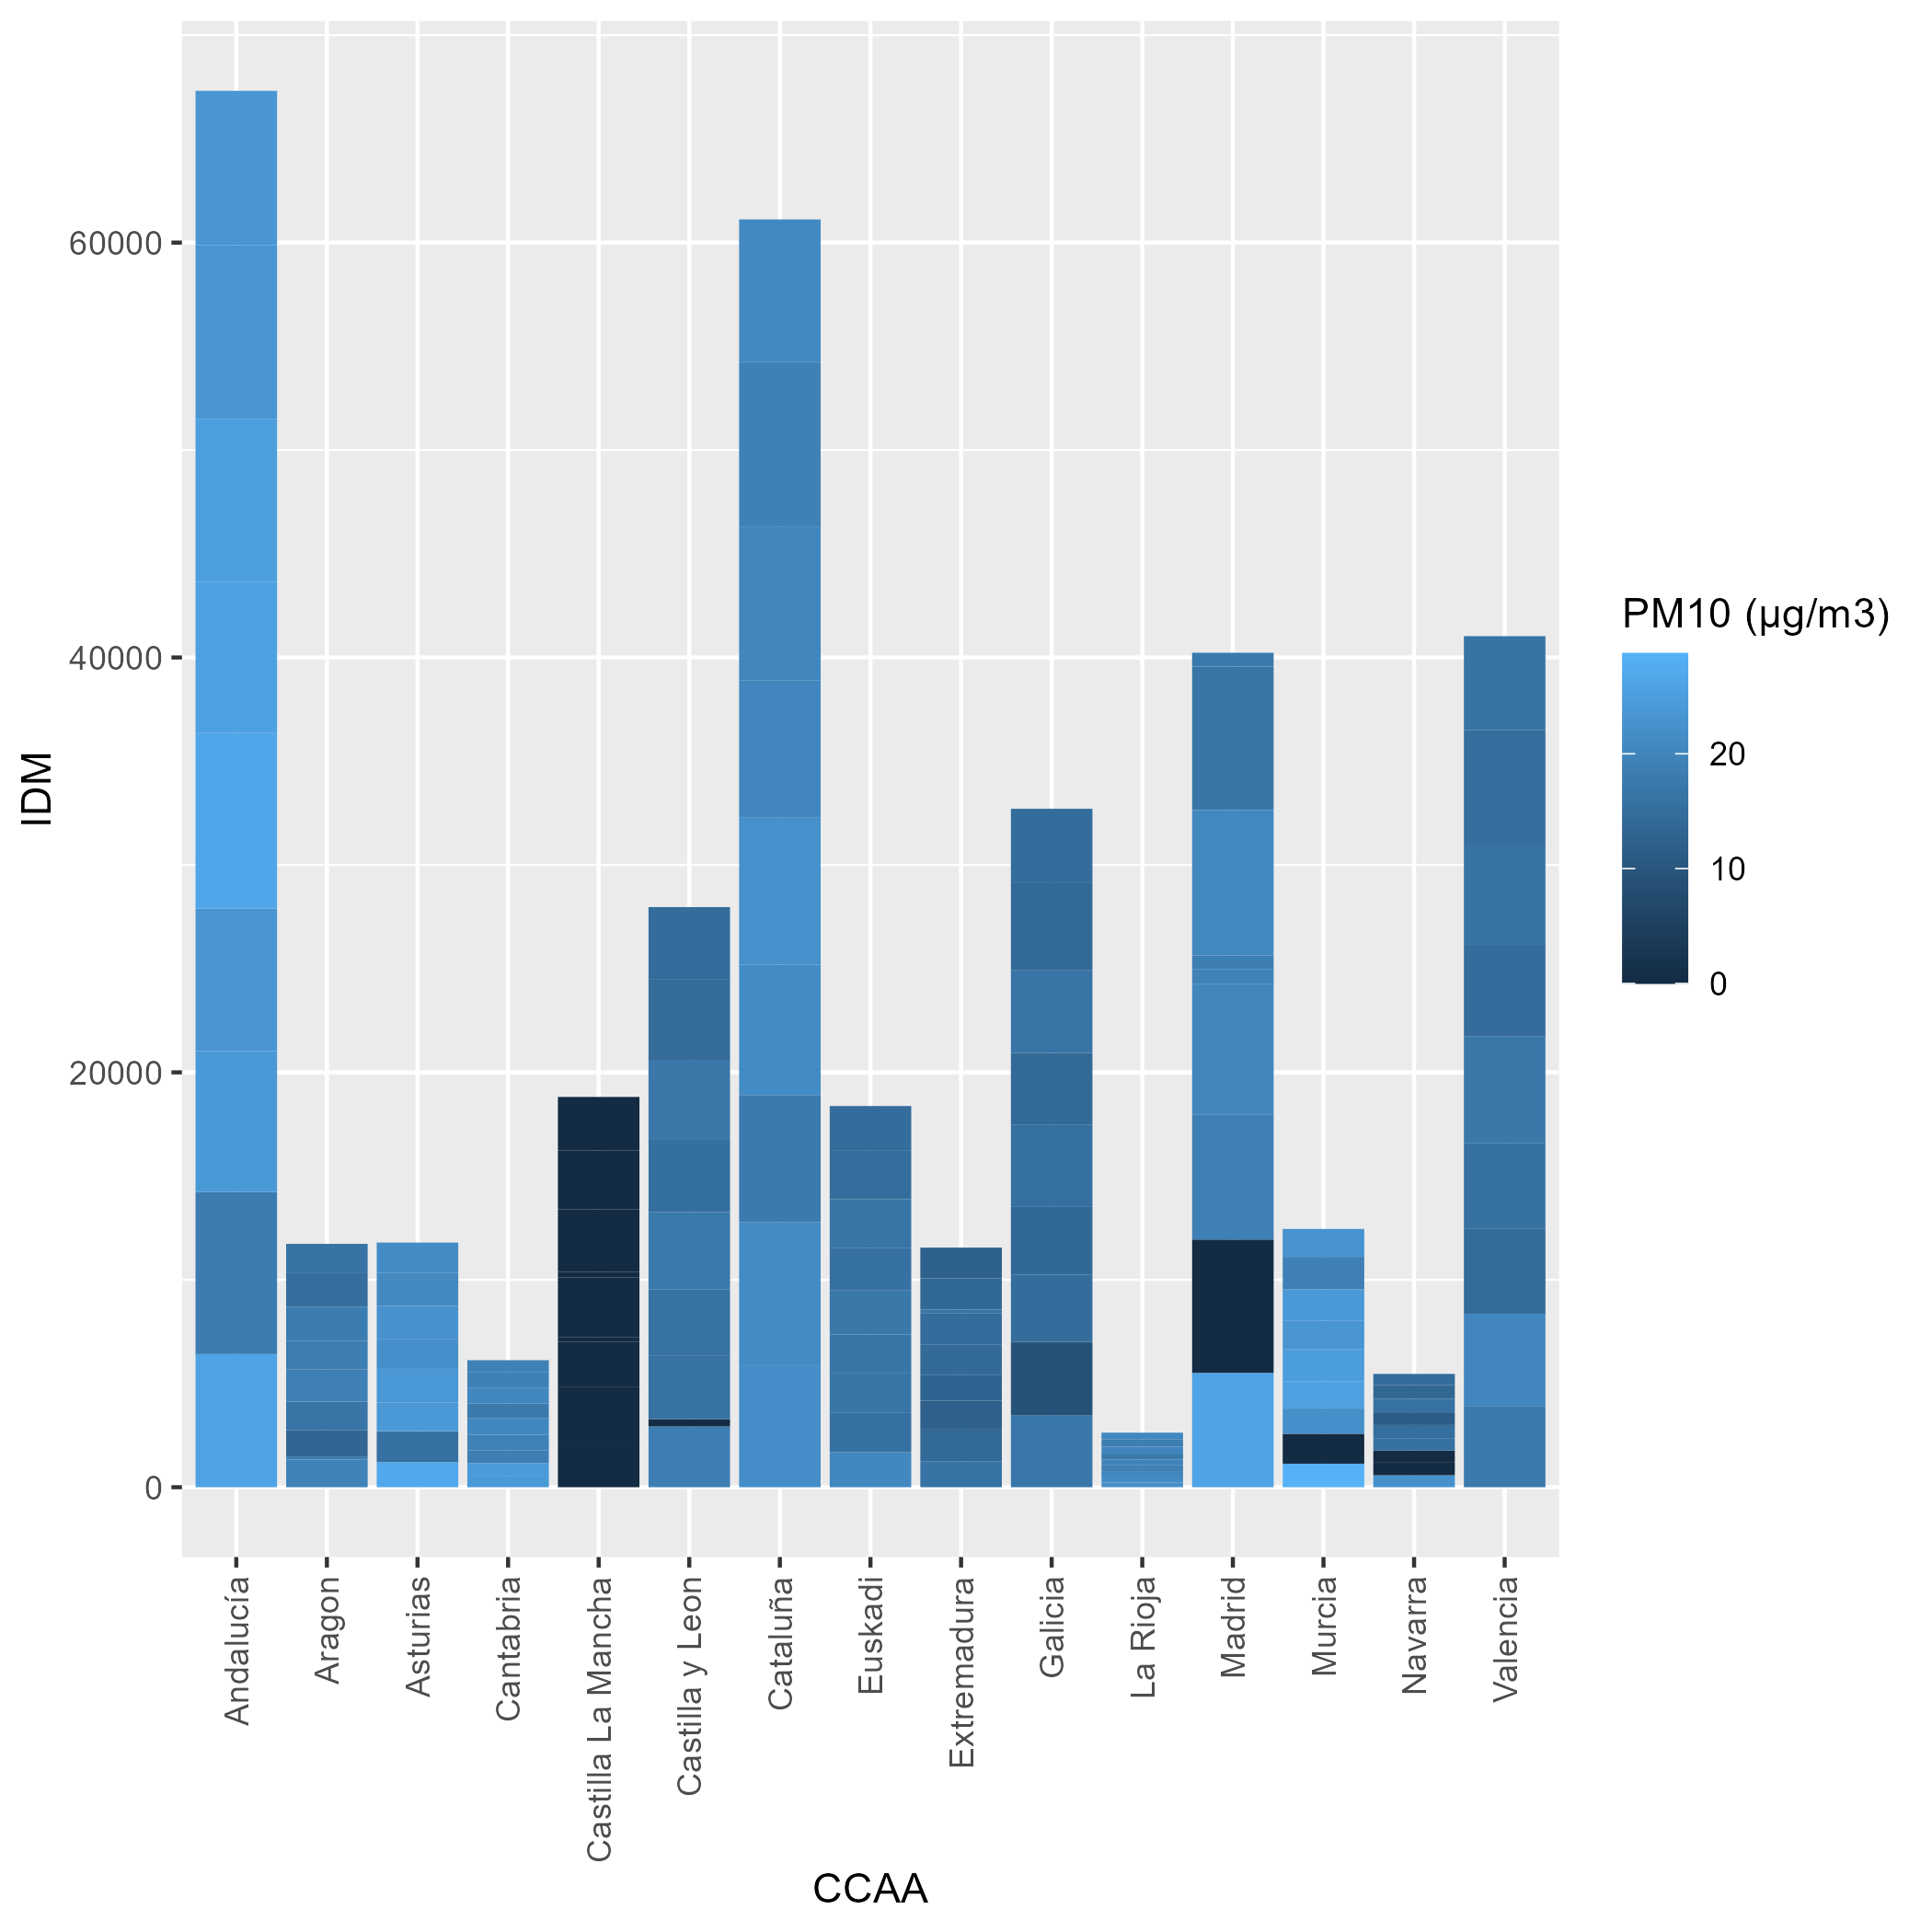 60000
40000
20000
0
IDM
Andalucía
Aragon
Asturias
Cantabria
Castilla La Mancha
Castilla y Leon
Cataluña
Euskadi
Extremadura
Galicia
La Rioja
Madrid
Murcia
Navarra
Valencia
CCAA
PM10 (µg/m3)
20
10
0